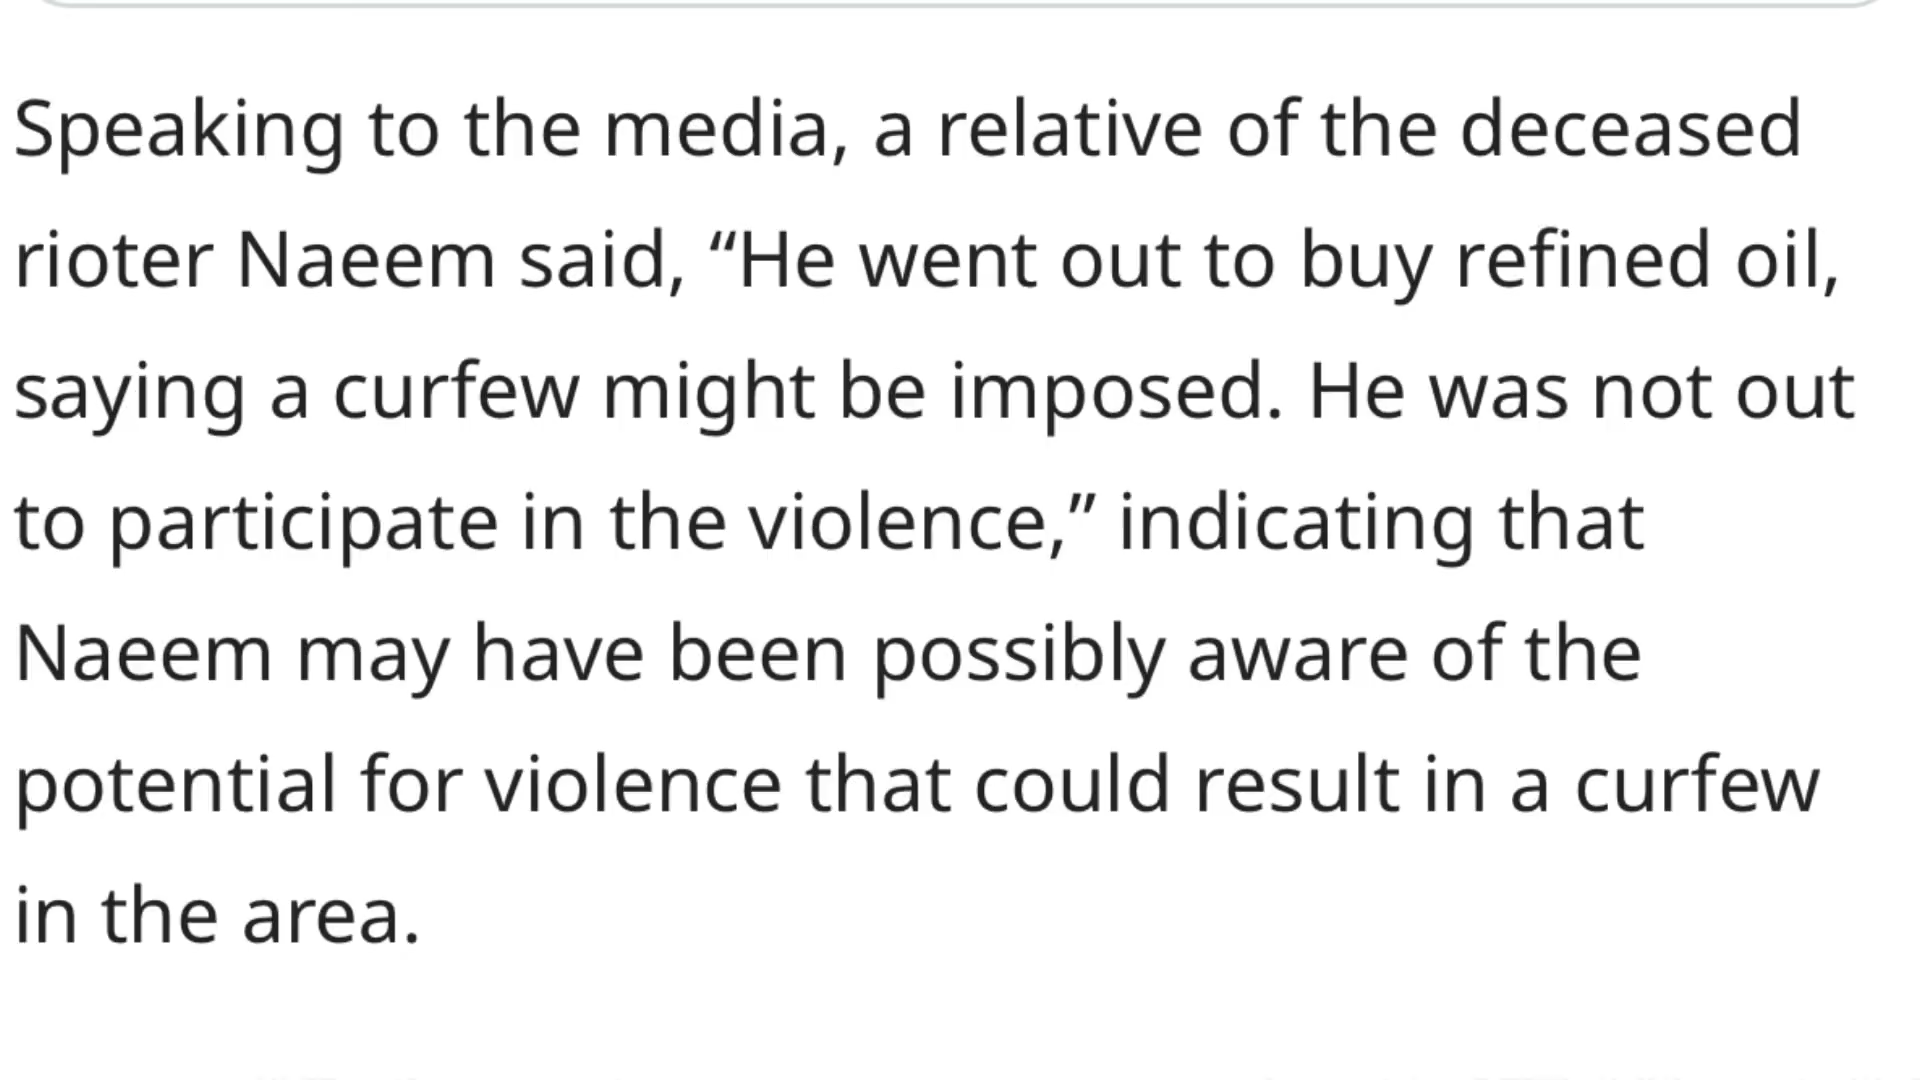 Speaking to the media, a relative of the deceased
rioter Naeem said, “He went out to buy refined oil,
saying a curfew might be imposed. He was not out
to participate in the violence,” indicating that
Naeem may have been possibly aware of the
potential for violence that could result in a curfew
in the area.